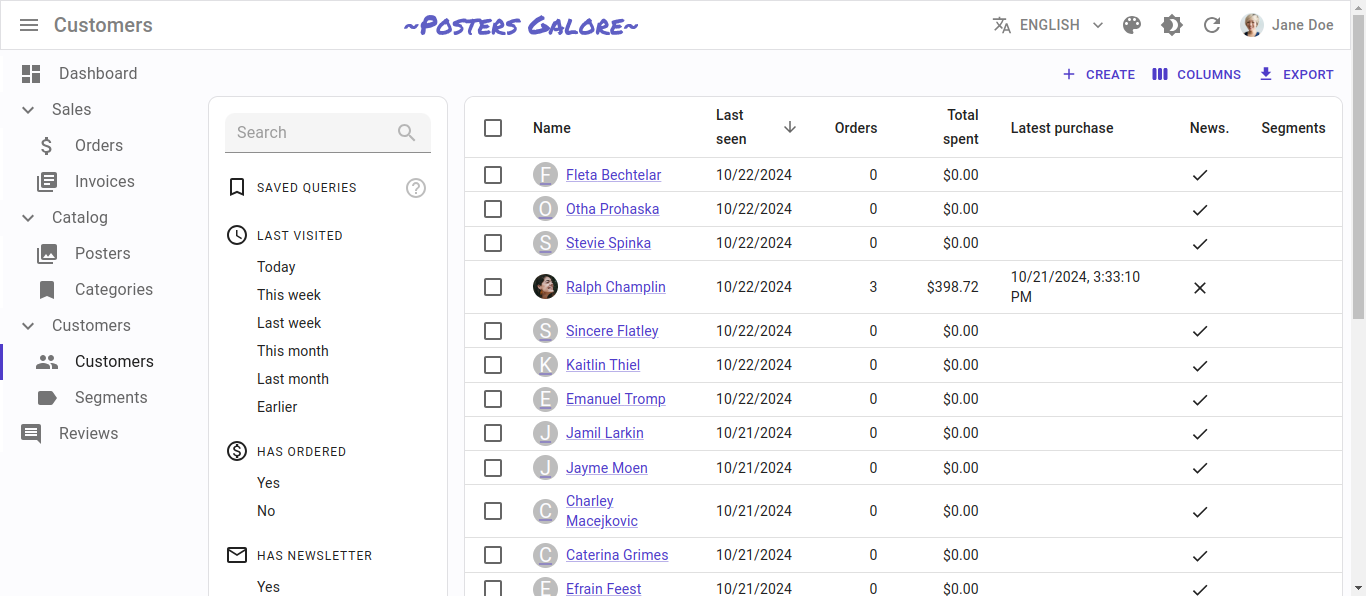 Customers
~Posters Galore~
ENGLISH
Jane Doe
Dashboard
Sales
Orders
Invoices
Catalog
Posters
Categories
Customers
Customers
Segments
Reviews
CREATE
COLUMNS
EXPORT
Search
SAVED QUERIES
?
LAST VISITED
Today
This week
Last week
This month
Last month
Earlier
HAS ORDERED
Yes
No
HAS NEWSLETTER
Yes
Name Last seen Orders Total spent Latest purchase News. Segments
F Fleta Bechtelar 10/22/2024 0 $0.00
O Otha Prohaska 10/22/2024 0 $0.00
S Stevie Spinka 10/22/2024 0 $0.00
Ralph Champlin 10/22/2024 3 $398.72 10/21/2024, 3:33:10 PM
S Sincere Flatley 10/22/2024 0 $0.00
K Kaitlin Thiel 10/22/2024 0 $0.00
E Emanuel Tromp 10/22/2024 0 $0.00
J Jamil Larkin 10/21/2024 0 $0.00
J Jayme Moen 10/21/2024 0 $0.00
C Charley Macejkovic 10/21/2024 0 $0.00
C Caterina Grimes 10/21/2024 0 $0.00
E Efrain Feest 10/21/2024 0 $0.00